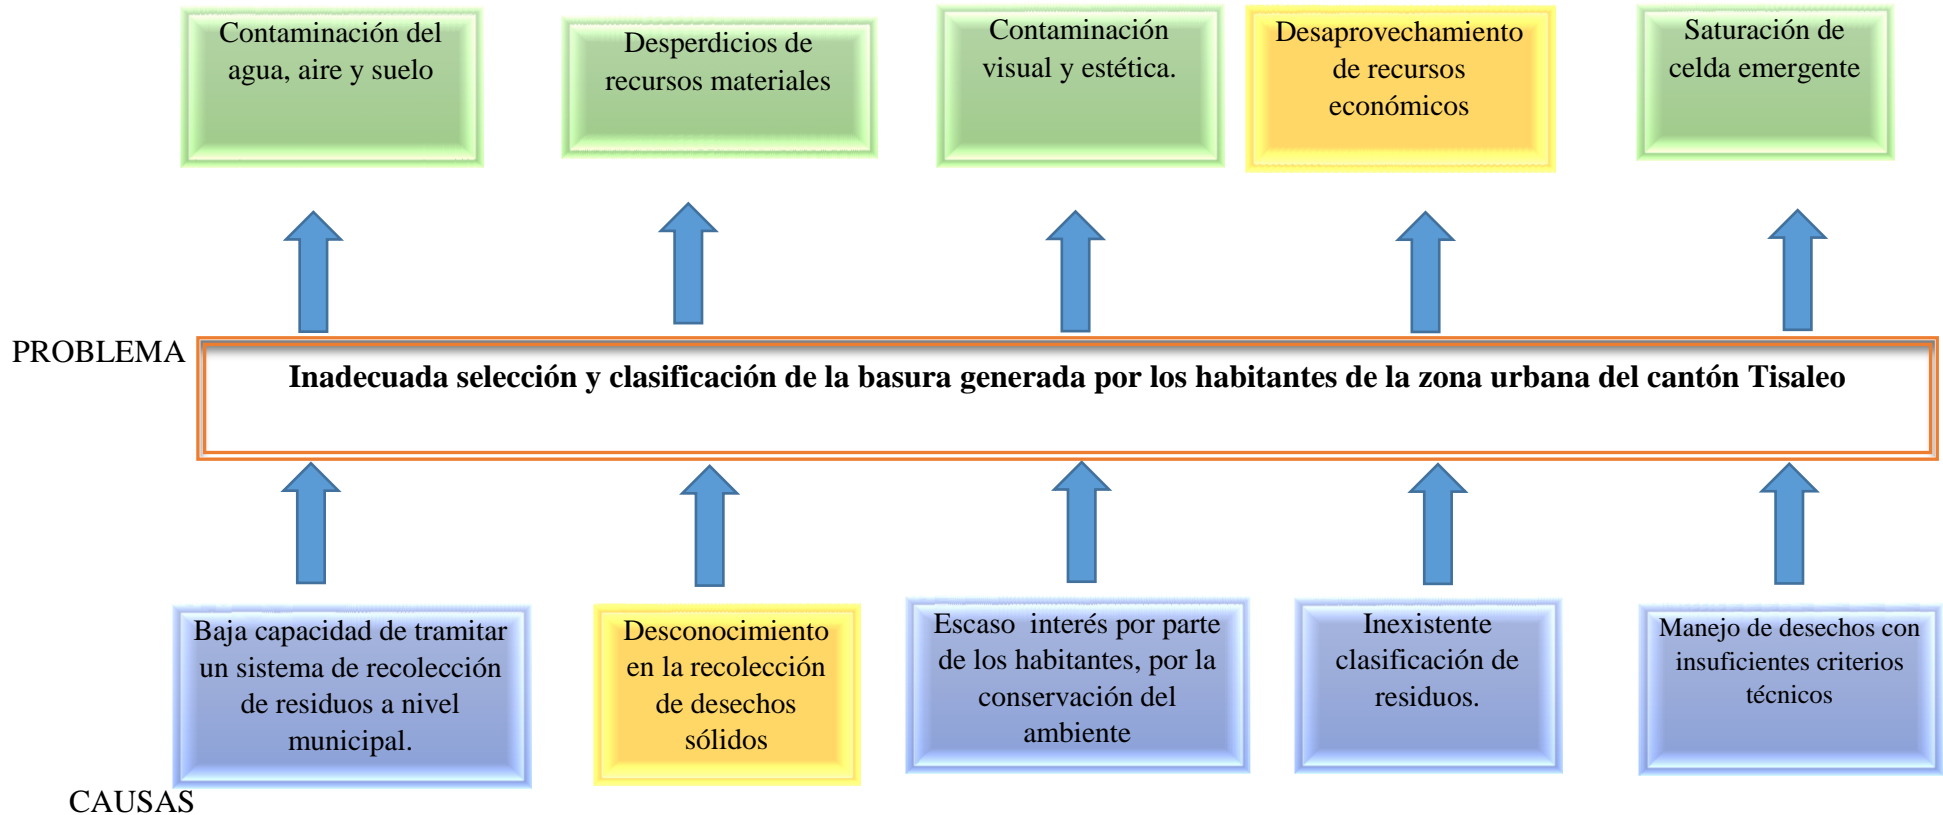 Contaminación del
agua, aire y suelo
Desperdicios de
recursos materiales
Contaminación
visual y estética.
Desaprovechamiento
de recursos
económicos
Saturación de
celda emergente
PROBLEMA
Inadecuada selección y clasificación de la basura generada por los habitantes de la zona urbana del cantón Tisaleo
Baja capacidad de tramitar
un sistema de recolección
de residuos a nivel
municipal.
Desconocimiento
en la recolección
de desechos
sólidos
Escaso interés por parte
de los habitantes, por la
conservación del
ambiente
Inexistente
clasificación de
residuos.
Manejo de desechos con
insuficientes criterios
técnicos
CAUSAS